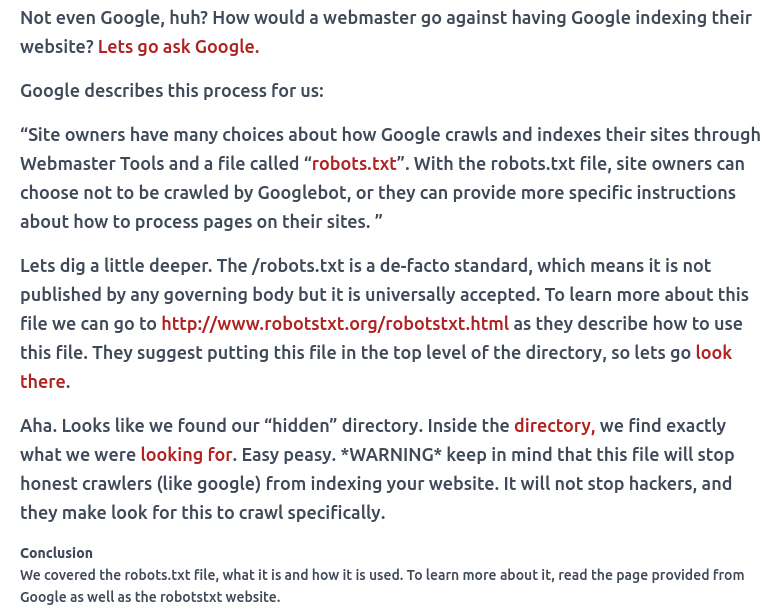 Not even Google, huh? How would a webmaster go against having Google indexing their
website? Lets go ask Google.
Google describes this process for us:
“Site owners have many choices about how Google crawls and indexes their sites through
Webmaster Tools and a file called “robots.txt”. With the robots.txt file, site owners can
choose not to be crawled by Googlebot, or they can provide more specific instructions
about how to process pages on their sites. ”
Lets dig a little deeper. The /robots.txt is a de-facto standard, which means it is not
published by any governing body but it is universally accepted. To learn more about this
file we can go to http://www.robotstxt.org/robotstxt.html as they describe how to use
this file. They suggest putting this file in the top level of the directory, so lets go look
there.
Aha. Looks like we found our “hidden” directory. Inside the directory, we find exactly
what we were looking for. Easy peasy. *WARNING* keep in mind that this file will stop
honest crawlers (like google) from indexing your website. It will not stop hackers, and
they make look for this to crawl specifically.
Conclusion
We covered the robots.txt file, what it is and how it is used. To learn more about it, read the page provided from
Google as well as the robotstxt website.